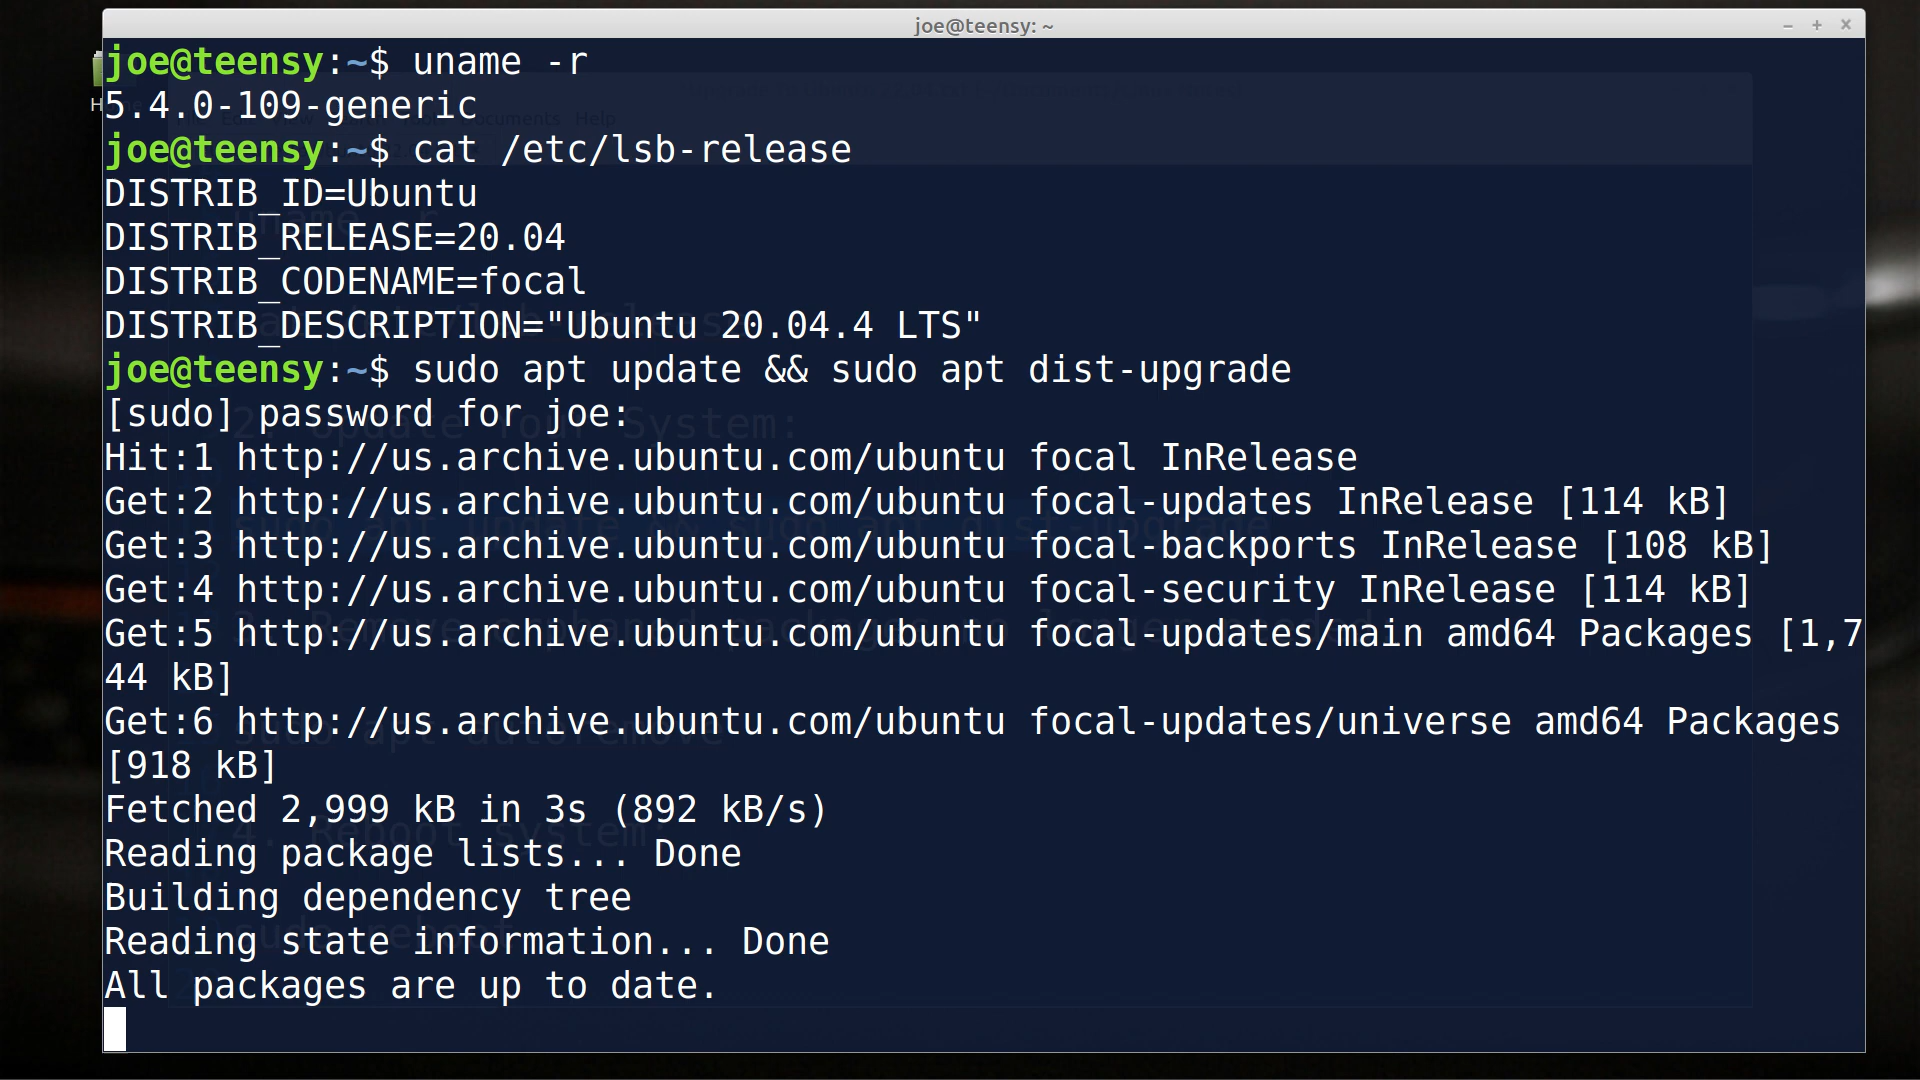 joe@teensy: ~
joe@teensy:~$ uname -r
5.4.0-109-generic
joe@teensy:~$ cat /etc/lsb-release
DISTRIB_ID=Ubuntu
DISTRIB_RELEASE=20.04
DISTRIB_CODENAME=focal
DISTRIB_DESCRIPTION="Ubuntu 20.04.4 LTS"
joe@teensy:~$ sudo apt update && sudo apt dist-upgrade
[sudo] password for joe:
Hit:1 http://us.archive.ubuntu.com/ubuntu focal InRelease
Get:2 http://us.archive.ubuntu.com/ubuntu focal-updates InRelease [114 kB]
Get:3 http://us.archive.ubuntu.com/ubuntu focal-backports InRelease [108 kB]
Get:4 http://us.archive.ubuntu.com/ubuntu focal-security InRelease [114 kB]
Get:5 http://us.archive.ubuntu.com/ubuntu focal-updates/main amd64 Packages [1,7
44 kB]
Get:6 http://us.archive.ubuntu.com/ubuntu focal-updates/universe amd64 Packages
[918 kB]
Fetched 2,999 kB in 3s (892 kB/s)
Reading package lists... Done
Building dependency tree
Reading state information... Done
All packages are up to date.